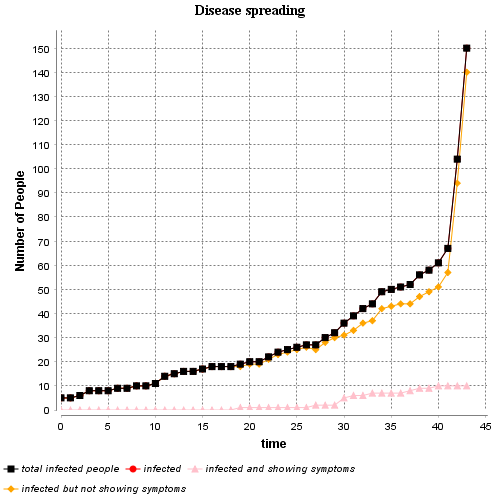 Disease spreading
150
140
130
120
110
100
90
80
70
60
50
40
30
20
10
0
Number of People
0 5 10 15 20 25 30 35 40 45
time
total infected people infected infected and showing symptoms
infected but not showing symptoms